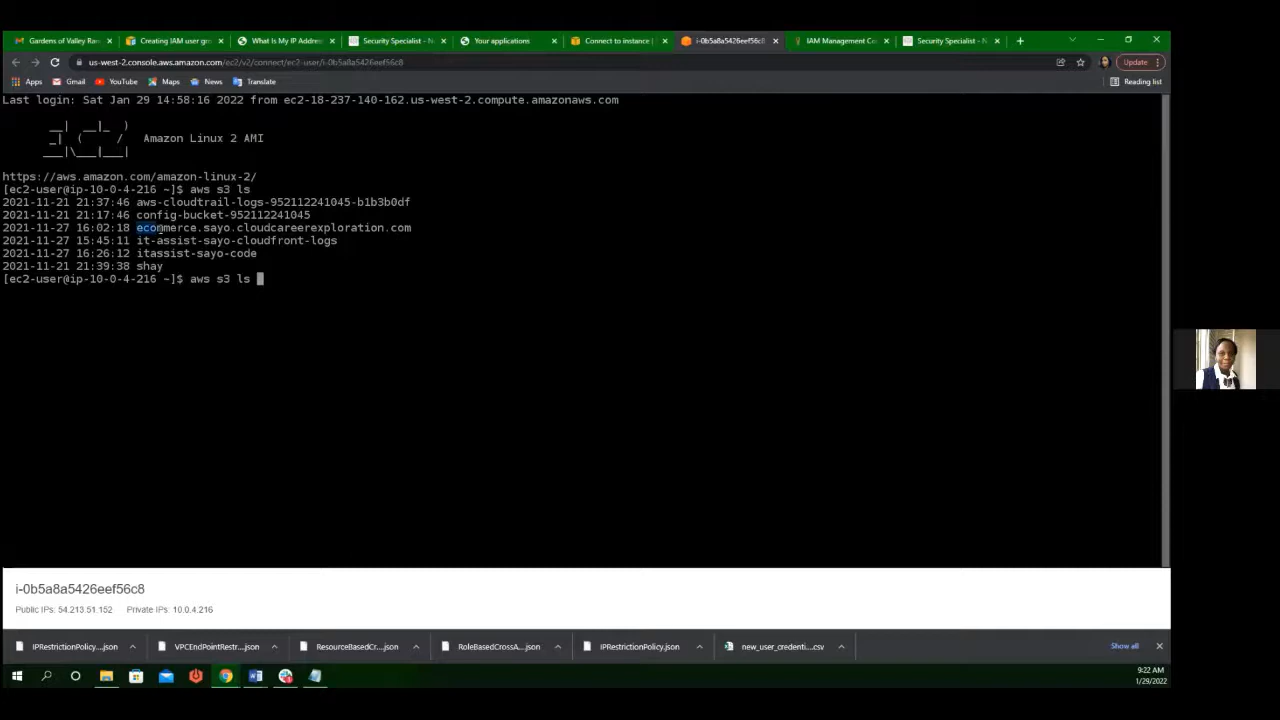 Gardens of Valley Ra
Creating IAM user gro
What Is My IP Address
Security Specialist - N
Your applications
Connect to instance |
i-0b5a8a5426eef56c8
IAM Management Co
Security Specialist - N
us-west-2.console.aws.amazon.com/ec2/v2/connect/ec2-user/i-0b5a8a5426eef56c8
Update
Apps Gmail YouTube Maps News Translate Reading list
Last login: Sat Jan 29 14:58:16 2022 from ec2-18-237-140-162.us-west-2.compute.amazonaws.com
__| __|_ )
_| ( / Amazon Linux 2 AMI
___|\___|___|
https://aws.amazon.com/amazon-linux-2/
[ec2-user@ip-10-0-4-216 ~]$ aws s3 ls
2021-11-21 21:37:46 aws-cloudtrail-logs-952112241045-b1b3b0df
2021-11-21 21:17:46 config-bucket-952112241045
2021-11-27 16:02:18 ecommerce.sayo.cloudcareerexploration.com
2021-11-27 15:45:11 it-assist-sayo-cloudfront-logs
2021-11-27 16:26:12 itassist-sayo-code
2021-11-21 21:39:38 shay
[ec2-user@ip-10-0-4-216 ~]$ aws s3 ls
i-0b5a8a5426eef56c8
Public IPs: 54.213.51.152 Private IPs: 10.0.4.216
IPRestrictionPolicy....json
VPCEndPointRestr....json
ResourceBasedCr....json
RoleBasedCrossA....json
IPRestrictionPolicy.json
new_user_credenti....csv
Show all
9:22 AM
1/29/2022